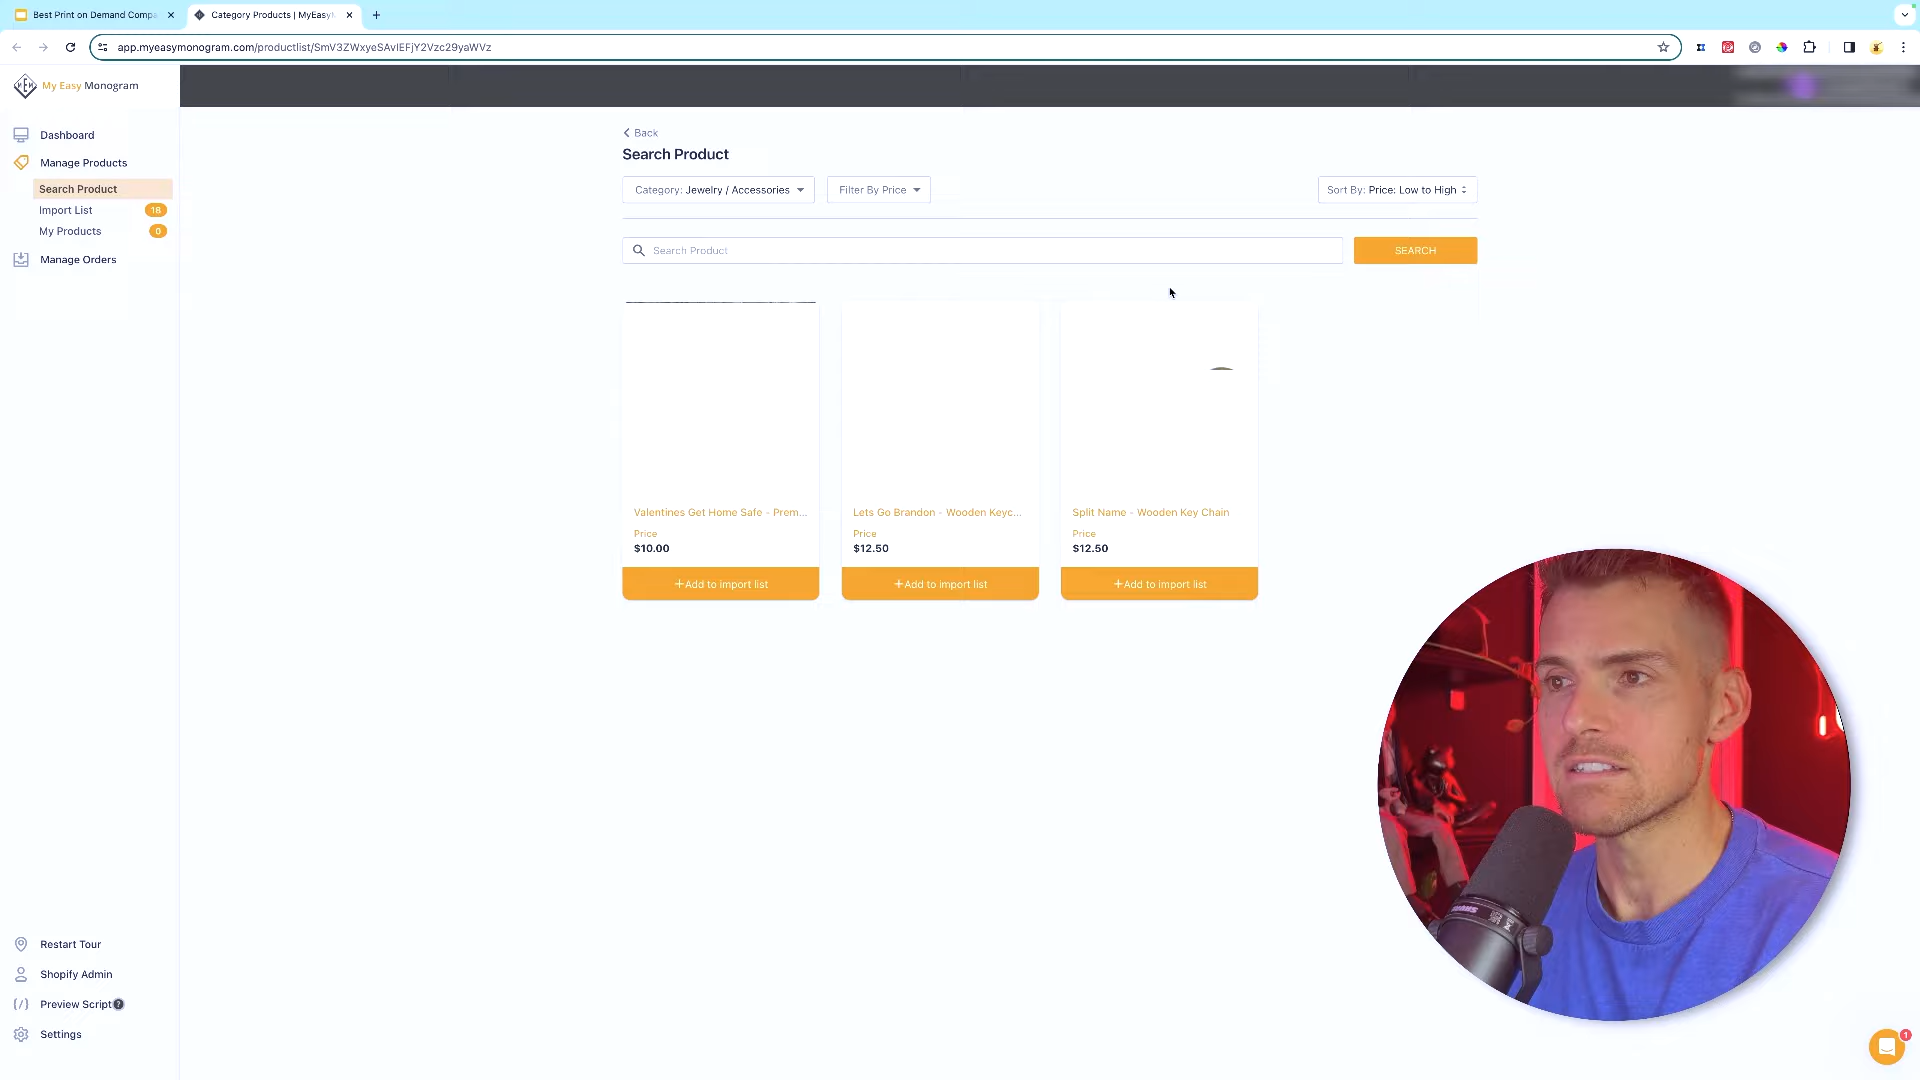 Best Print on Demand Compa
Category Products | MyEasy
app.myeasymonogram.com/productlist/SmV3ZWxyeSAvIEFjY2Vzc29yaWVz
My Easy Monogram
Dashboard
Manage Products
Search Product
Import List 18
My Products 0
Manage Orders
Back
Search Product
Category: Jewelry / Accessories
Filter By Price
Sort By: Price: Low to High
Search Product
SEARCH
Valentines Get Home Safe - Prem...
Price
$10.00
+Add to import list
Lets Go Brandon - Wooden Keyc...
Price
$12.50
+Add to import list
Split Name - Wooden Key Chain
Price
$12.50
+Add to import list
Restart Tour
Shopify Admin
Preview Script ?
Settings
1